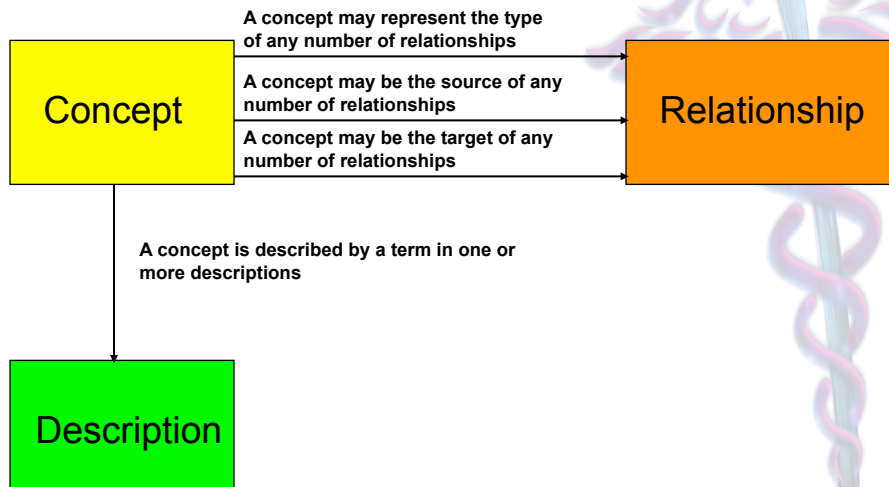 A concept may represent the type
of any number of relationships
Concept
A concept may be the source of any
number of relationships
Relationship
A concept may be the target of any
number of relationships
A concept is described by a term in one or
more descriptions
Description